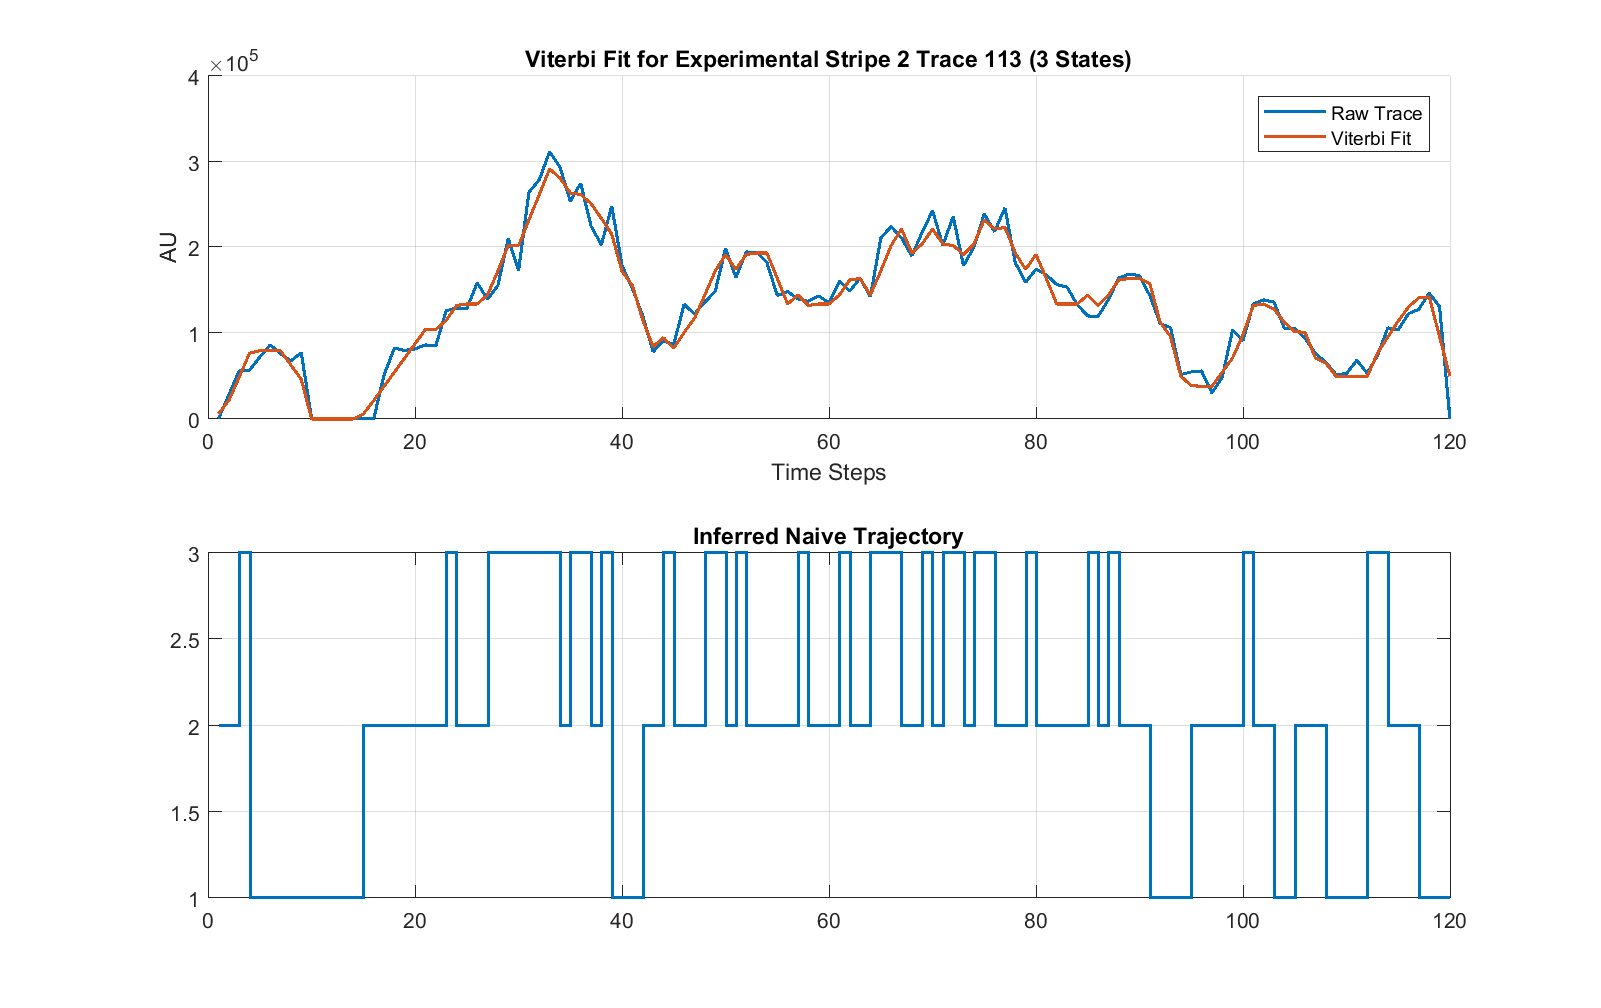 Viterbi Fit for Experimental Stripe 2 Trace 113 (3 States)
×10^5
4
3
2
1
0
AU
Raw Trace
Viterbi Fit
0 20 40 60 80 100 120
Time Steps
Inferred Naive Trajectory
3
2.5
2
1.5
1
0 20 40 60 80 100 120